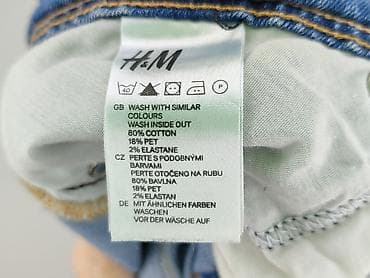 H&M
40 P
GB WASH WITH SIMILAR
COLOURS
WASH INSIDE OUT
80% COTTON
18% PET
2% ELASTANE
CZ PERTE S PODOBNÝMI
BARVAMI
PERTE OTOČENO NA RUBU
80% BAVLNA
18% PET
2% ELASTAN
DE MIT ÄHNLICHEN FARBEN
WASCHEN
VOR DER WÄSCHE AUF